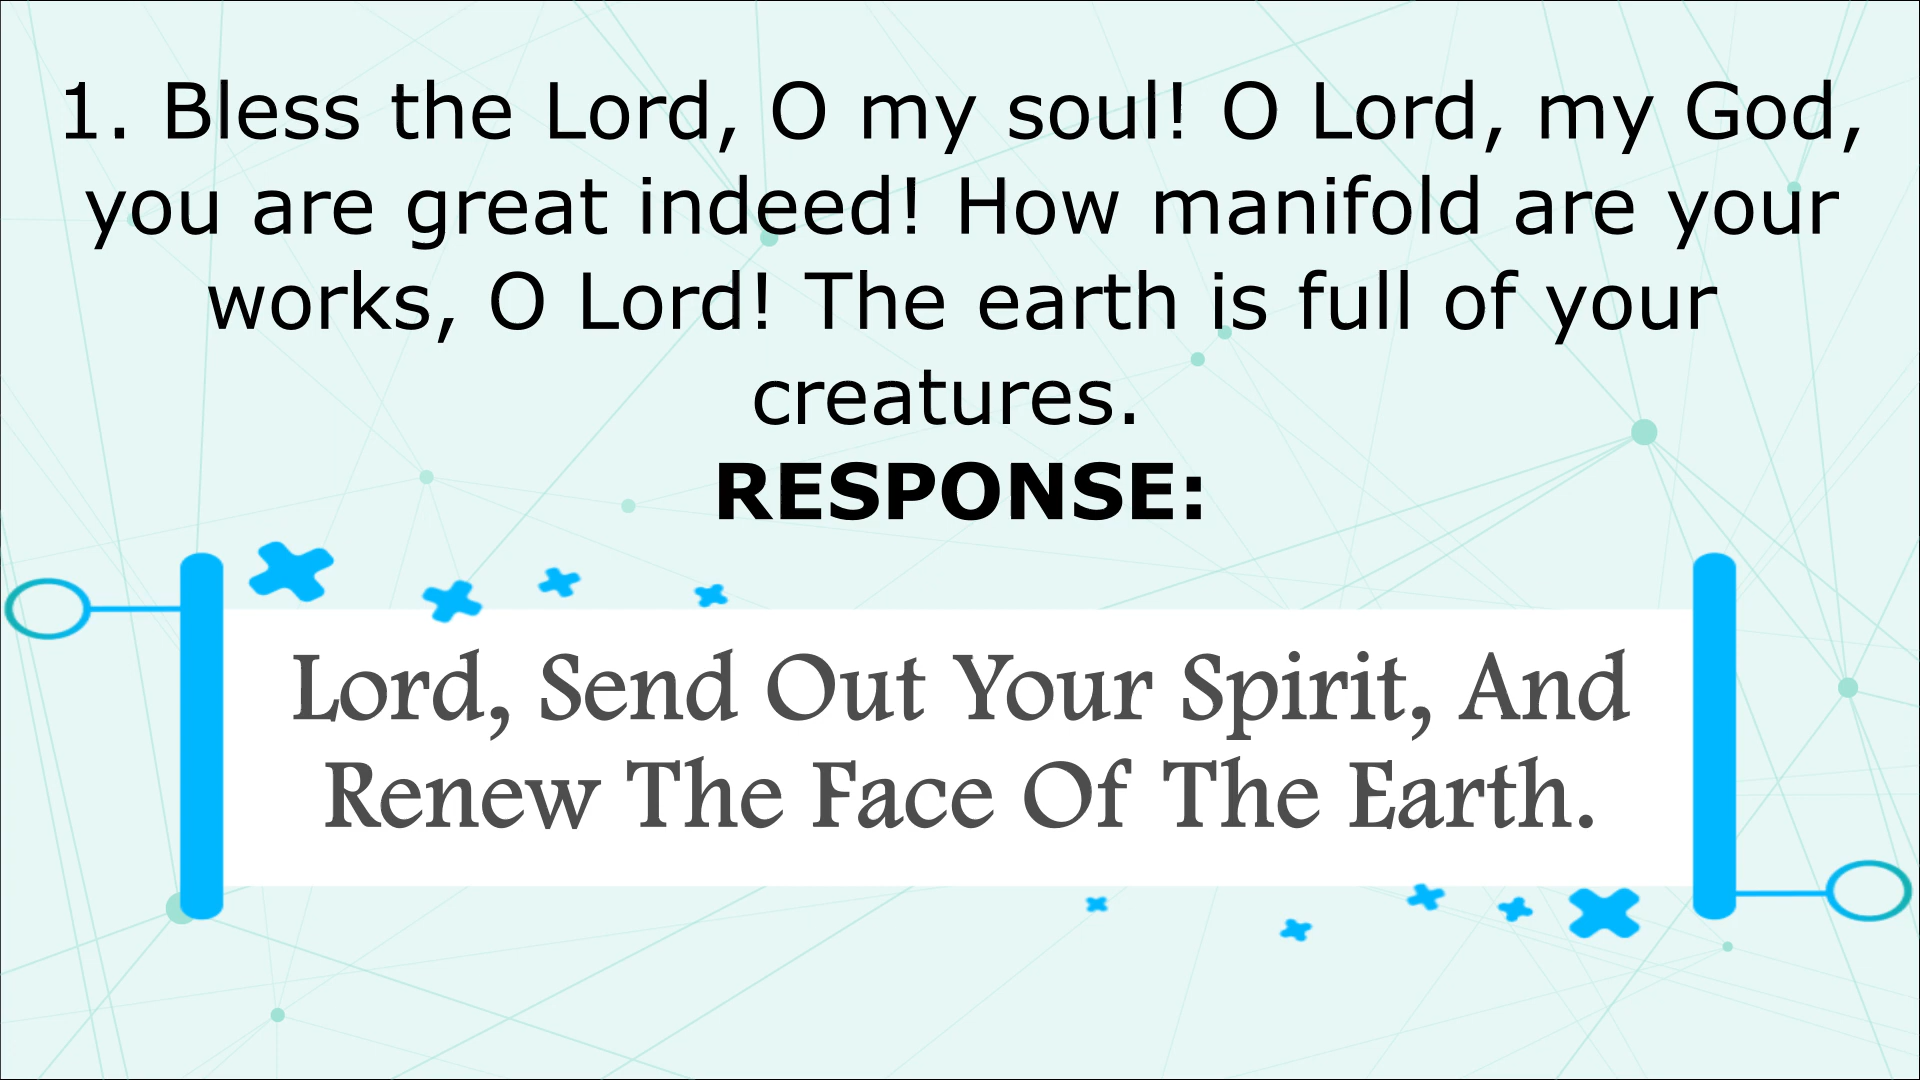 1. Bless the Lord, O my soul! O Lord, my God,
you are great indeed! How manifold are your
works, O Lord! The earth is full of your
creatures.
RESPONSE:
Lord, Send Out Your Spirit, And
Renew The Face Of The Earth.